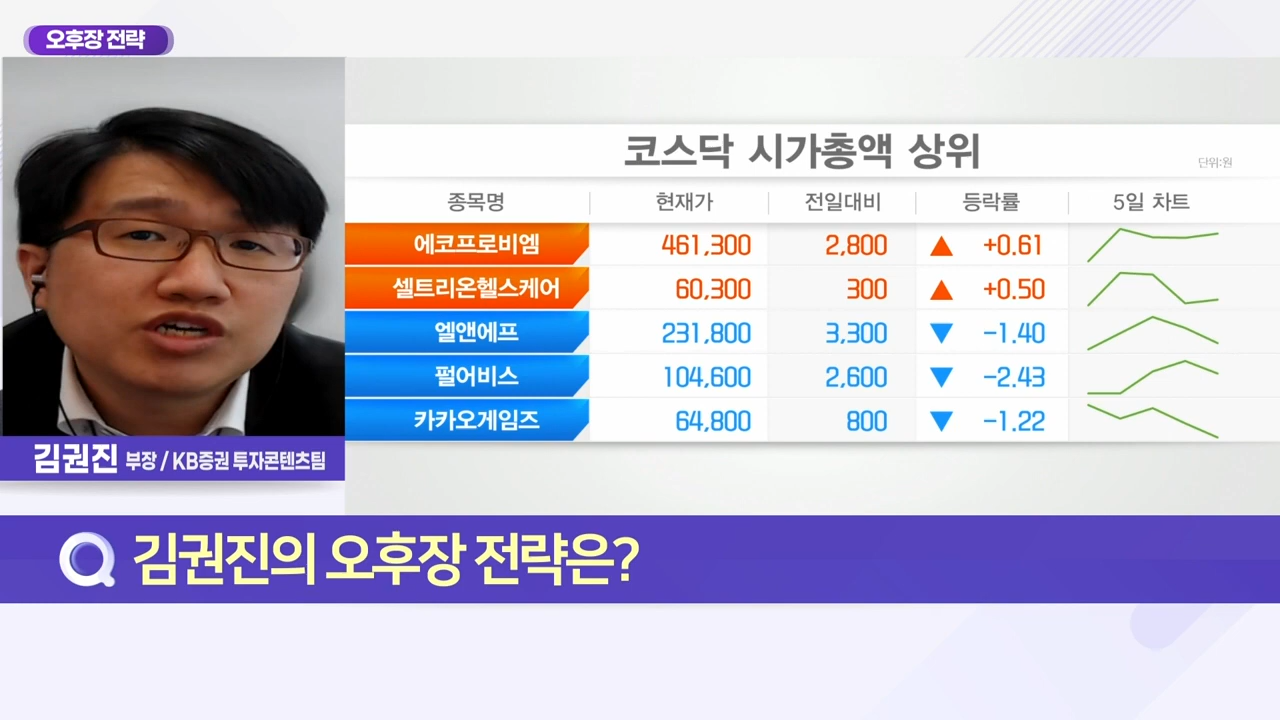 오후장 전략
코스닥 시가총액 상위
단위:원
종목명 현재가 전일대비 등락률 5일 차트
에코프로비엠 461,300 2,800 ▲ +0.61
셀트리온헬스케어 60,300 300 ▲ +0.50
엘앤에프 231,800 3,300 ▼ -1.40
펄어비스 104,600 2,600 ▼ -2.43
카카오게임즈 64,800 800 ▼ -1.22
김권진 부장 / KB증권 투자콘텐츠팀
김권진의 오후장 전략은?